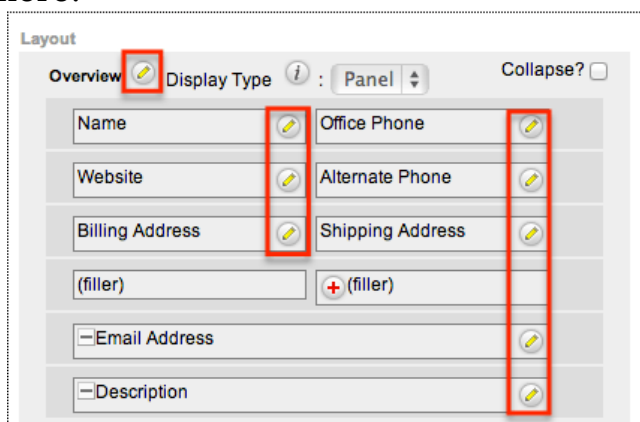 Layout
Overview Display Type i : Panel Collapse?
Name Office Phone
Website Alternate Phone
Billing Address Shipping Address
(filler) (filler)
Email Address
Description